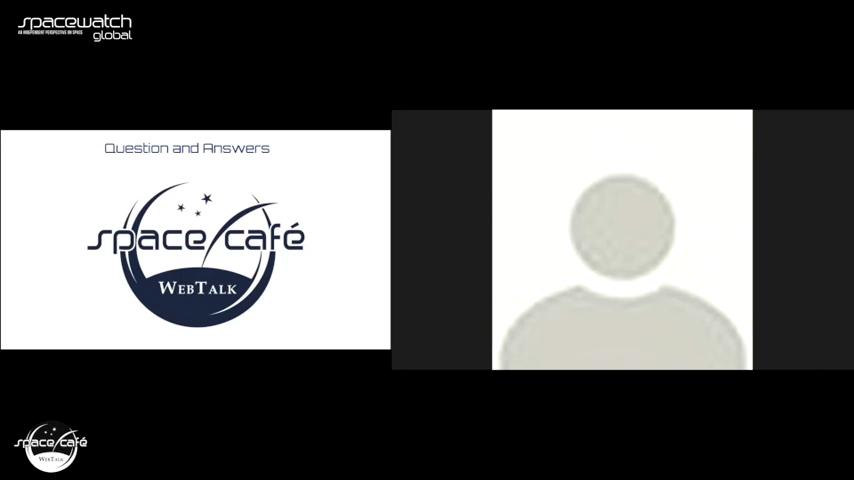 spacewatch
AN INDEPENDENT PERSPECTIVE ON SPACE
global
Question and Answers
space café
WEBTALK
space café
WEBTALK